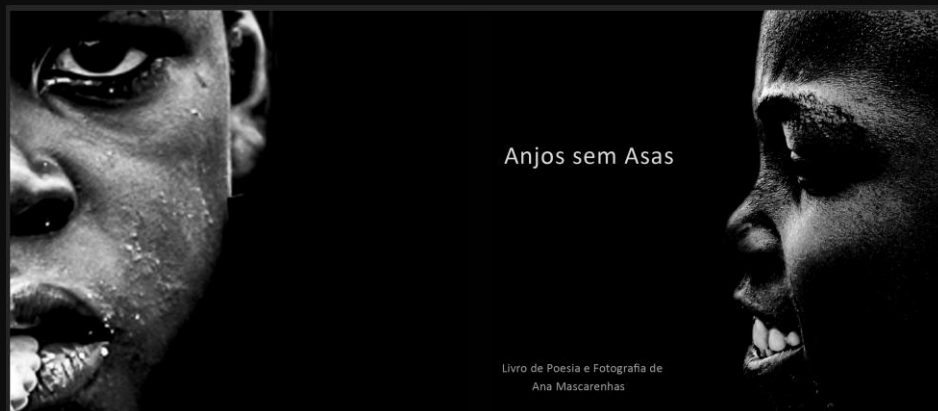 Anjos sem Asas
Livro de Poesia e Fotografia de
Ana Mascarenhas